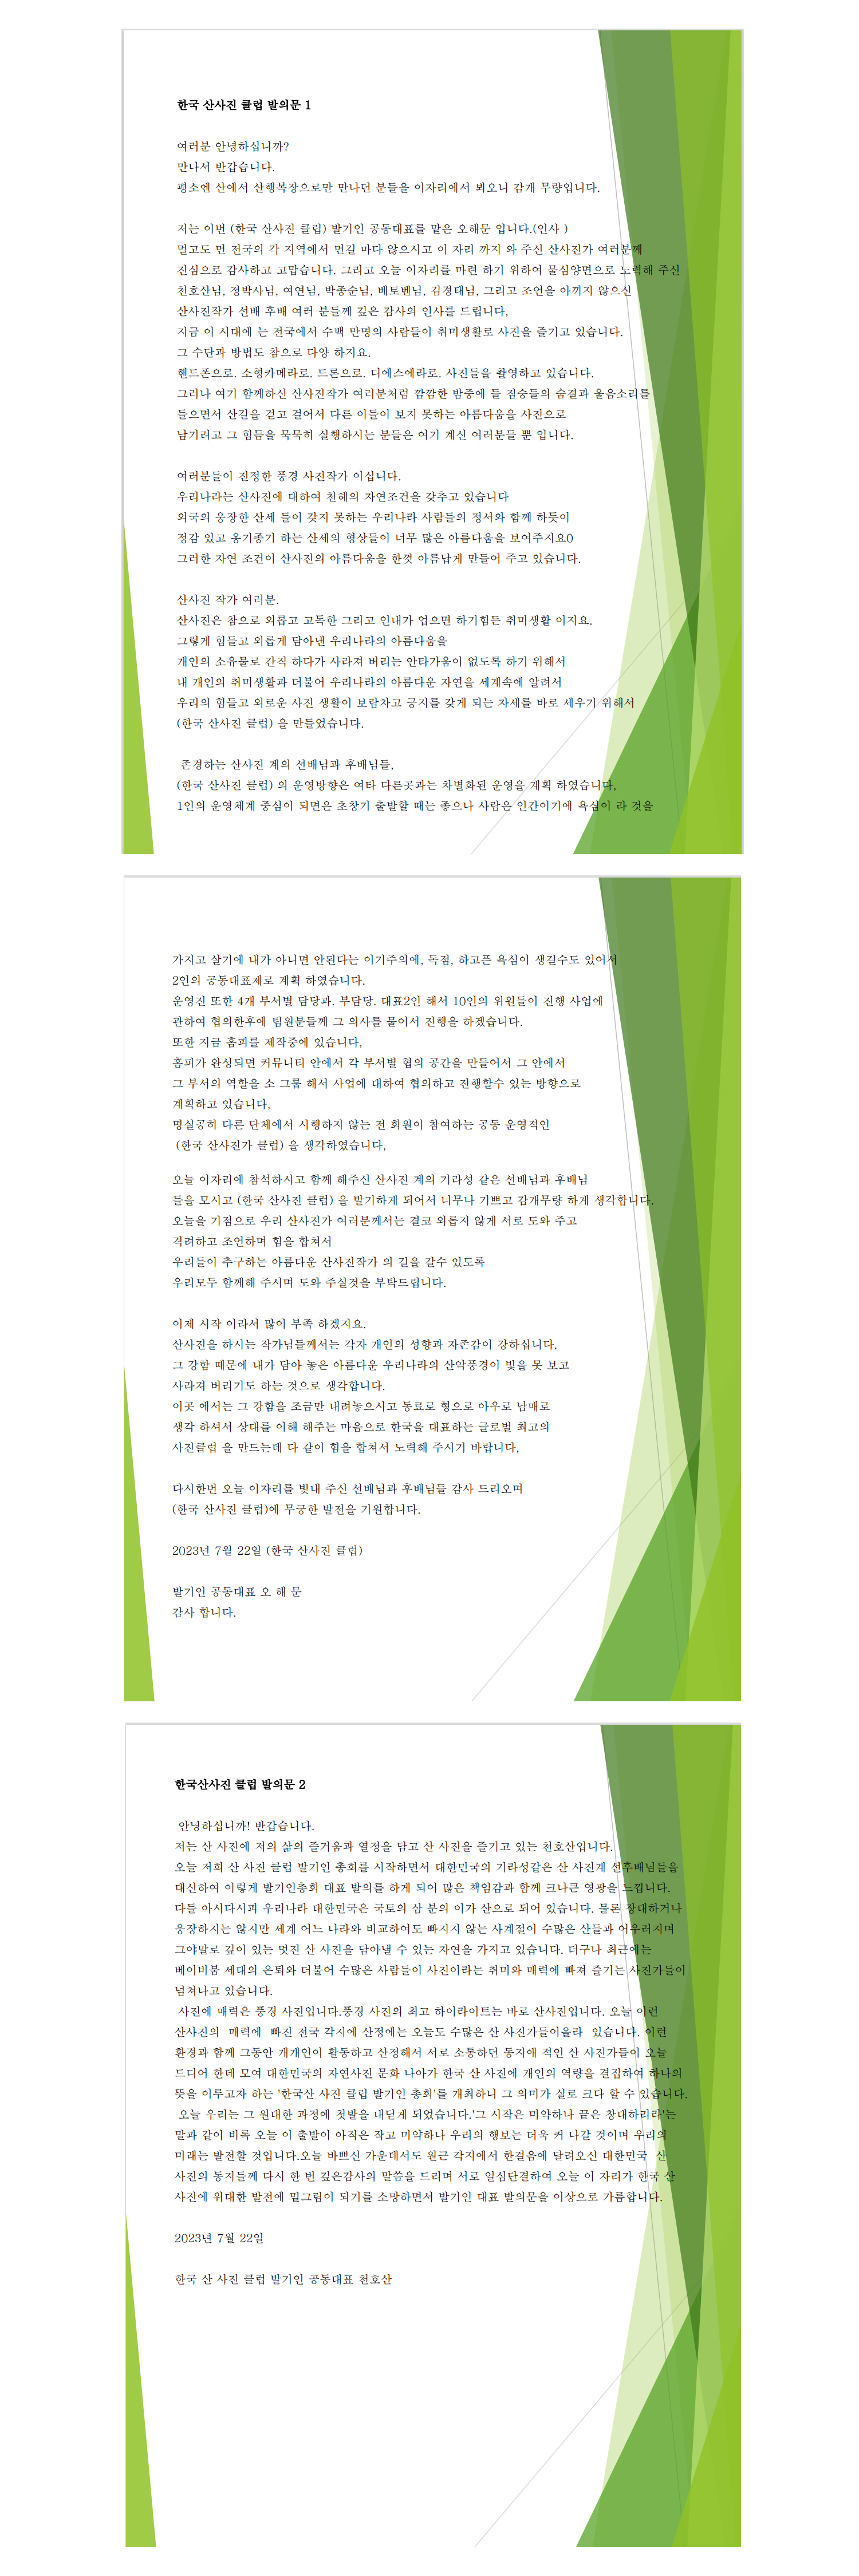 한국 산사진 클럽 발의문 1
여러분 안녕하십니까?
만나서 반갑습니다.
평소엔 산에서 산행복장으로만 만나던 분들을 이자리에서 뵈오니 감개 무량입니다.
저는 이번 (한국 산사진 클럽) 발기인 공동대표를 맡은 오해문 입니다.(인사 )
멀고도 먼 전국의 각 지역에서 먼길 마다 않으시고 이 자리 까지 와 주신 산사진가 여러분께
진심으로 감사하고 고맙습니다. 그리고 오늘 이자리를 마련 하기 위하여 물심양면으로 노력해 주신
천호산님, 정박사님, 여연님, 박종순님, 베토벤님, 김경태님, 그리고 조언을 아끼지 않으신
산사진작가 선배 후배 여러 분들께 깊은 감사의 인사를 드립니다,
지금 이 시대에 는 전국에서 수백 만명의 사람들이 취미생활로 사진을 즐기고 있습니다.
그 수단과 방법도 참으로 다양 하지요.
핸드폰으로. 소형카메라로. 드론으로. 디에스에라로. 사진들을 촬영하고 있습니다.
그러나 여기 함께하신 산사진작가 여러분처럼 깜깜한 밤중에 들 짐승들의 숨결과 울음소리를
들으면서 산길을 걷고 걸어서 다른 이들이 보지 못하는 아름다움을 사진으로
남기려고 그 힘듬을 묵묵히 실행하시는 분들은 여기 계신 여러분들 뿐 입니다.
여러분들이 진정한 풍경 사진작가 이십니다.
우리나라는 산사진에 대하여 천혜의 자연조건을 갖추고 있습니다
외국의 웅장한 산세 들이 갖지 못하는 우리나라 사람들의 정서와 함께 하듯이
정감 있고 옹기종기 하는 산세의 형상들이 너무 많은 아름다움을 보여주지요0
그러한 자연 조건이 산사진의 아름다움을 한껏 아름답게 만들어 주고 있습니다.
산사진 작가 여러분.
산사진은 참으로 외롭고 고독한 그리고 인내가 업으면 하기힘든 취미생활 이지요.
그렇게 힘들고 외롭게 담아낸 우리나라의 아름다움을
개인의 소유물로 간직 하다가 사라져 버리는 안타가움이 없도록 하기 위해서
내 개인의 취미생활과 더불어 우리나라의 아름다운 자연을 세계속에 알려서
우리의 힘들고 외로운 사진 생활이 보람차고 긍지를 갖게 되는 자세를 바로 세우기 위해서
(한국 산사진 클럽) 을 만들었습니다.
존경하는 산사진 계의 선배님과 후배님들,
(한국 산사진 클럽) 의 운영방향은 여타 다른곳과는 차별화된 운영을 계획 하였습니다,
1인의 운영체계 중심이 되면은 초창기 출발할 때는 좋으나 사람은 인간이기에 욕심이 라 것을
가지고 살기에 내가 아니면 안된다는 이기주의에, 독점, 하고픈 욕심이 생길수도 있어서
2인의 공동대표제로 계획 하였습니다.
운영진 또한 4개 부서별 담당과. 부담당. 대표2인 해서 10인의 위원들이 진행 사업에
관하여 협의한후에 팀원분들께 그 의사를 물어서 진행을 하겠습니다.
또한 지금 홈피를 제작중에 있습니다,
홈피가 완성되면 커뮤니티 안에서 각 부서별 협의 공간을 만들어서 그 안에서
그 부서의 역할을 소 그룹 해서 사업에 대하여 협의하고 진행할수 있는 방향으로
계획하고 있습니다,
명실공히 다른 단체에서 시행하지 않는 전 회원이 참여하는 공동 운영적인
(한국 산사진가 클럽) 을 생각하였습니다,
오늘 이자리에 참석하시고 함께 해주신 산사진 계의 기라성 같은 선배님과 후배님
들을 모시고 (한국 산사진 클럽) 을 발기하게 되어서 너무나 기쁘고 감개무량 하게 생각합니다.
오늘을 기점으로 우리 산사진가 여러분께서는 결코 외롭지 않게 서로 도와 주고
격려하고 조언하며 힘을 합쳐서
우리들이 추구하는 아름다운 산사진작가 의 길을 갈수 있도록
우리모두 함께해 주시며 도와 주실것을 부탁드립니다.
이제 시작 이라서 많이 부족 하겠지요.
산사진을 하시는 작가님들께서는 각자 개인의 성향과 자존감이 강하십니다.
그 강함 때문에 내가 담아 놓은 아름다운 우리나라의 산악풍경이 빛을 못 보고
사라져 버리기도 하는 것으로 생각합니다.
이곳 에서는 그 강함을 조금만 내려놓으시고 동료로 형으로 아우로 남매로
생각 하셔서 상대를 이해 해주는 마음으로 한국을 대표하는 글로벌 최고의
사진클럽 을 만드는데 다 같이 힘을 합쳐서 노력해 주시기 바랍니다,
다시한번 오늘 이자리를 빛내 주신 선배님과 후배님들 감사 드리오며
(한국 산사진 클럽)에 무궁한 발전을 기원합니다.
2023년 7월 22일 (한국 산사진 클럽)
발기인 공동대표 오 해 문
감사 합니다.
한국산사진 클럽 발의문 2
안녕하십니까! 반갑습니다.
저는 산 사진에 저의 삶의 즐거움과 열정을 담고 산 사진을 즐기고 있는 천호산입니다.
오늘 저희 산 사진 클럽 발기인 총회를 시작하면서 대한민국의 기라성같은 산 사진계 선후배님들을
대신하여 이렇게 발기인총회 대표 발의를 하게 되어 많은 책임감과 함께 크나큰 영광을 느낍니다.
다들 아시다시피 우리나라 대한민국은 국토의 삼 분의 이가 산으로 되어 있습니다. 물론 장대하거나
웅장하지는 않지만 세계 어느 나라와 비교하여도 빠지지 않는 사계절이 수많은 산들과 어우러지며
그야말로 깊이 있는 멋진 산 사진을 담아낼 수 있는 자연을 가지고 있습니다. 더구나 최근에는
베이비붐 세대의 은퇴와 더불어 수많은 사람들이 사진이라는 취미와 매력에 빠져 즐기는 사진가들이
넘쳐나고 있습니다.
사진에 매력은 풍경 사진입니다.풍경 사진의 최고 하이라이트는 바로 산사진입니다. 오늘 이런
산사진의 매력에 빠진 전국 각지에 산정에는 오늘도 수많은 산 사진가들이올라 있습니다. 이런
환경과 함께 그동안 개개인이 활동하고 산정해서 서로 소통하던 동지애 적인 산 사진가들이 오늘
드디어 한데 모여 대한민국의 자연사진 문화 나아가 한국 산 사진에 개인의 역량을 결집하여 하나의
뜻을 이루고자 하는 '한국산 사진 클럽 발기인 총회'를 개최하니 그 의미가 실로 크다 할 수 있습니다.
오늘 우리는 그 원대한 과정에 첫발을 내딛게 되었습니다.'그 시작은 미약하나 끝은 창대하리라'는
말과 같이 비록 오늘 이 출발이 아직은 작고 미약하나 우리의 행보는 더욱 커 나갈 것이며 우리의
미래는 발전할 것입니다.오늘 바쁘신 가운데서도 원근 각지에서 한걸음에 달려오신 대한민국 산
사진의 동지들께 다시 한 번 깊은감사의 말씀을 드리며 서로 일심단결하여 오늘 이 자리가 한국 산
사진에 위대한 발전에 밑그림이 되기를 소망하면서 발기인 대표 발의문을 이상으로 가름합니다.
2023년 7월 22일
한국 산 사진 클럽 발기인 공동대표 천호산